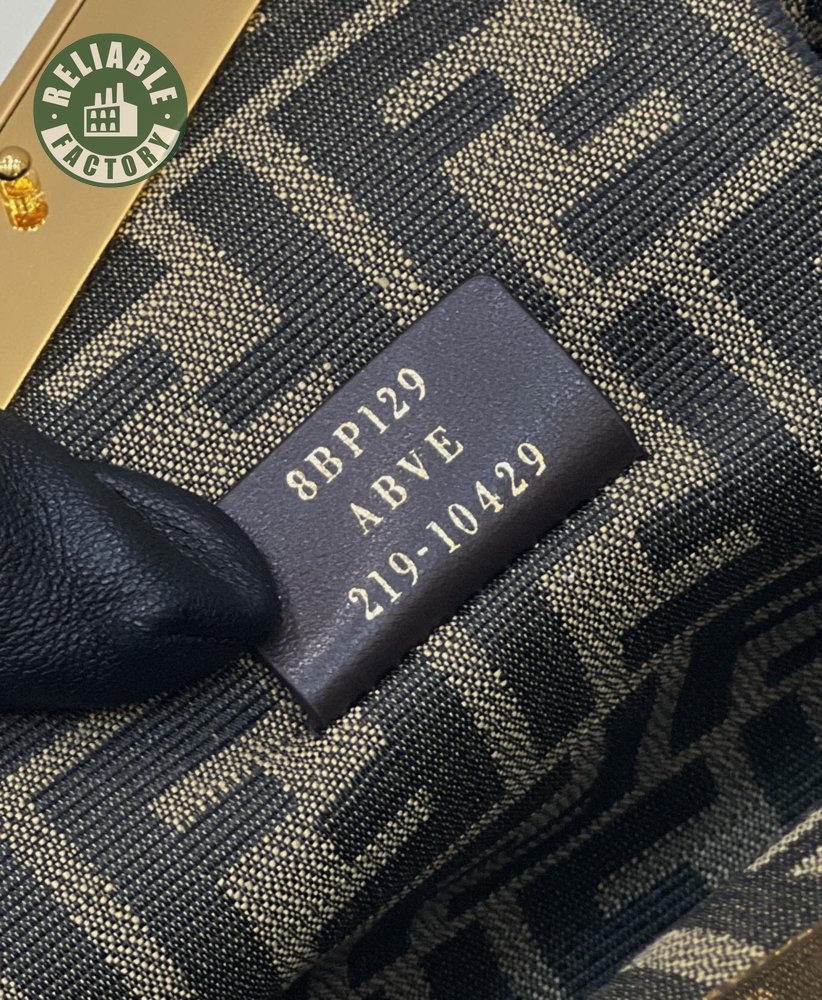 RELIABLE
FACTORY
8BP129
ABVE
219-10429